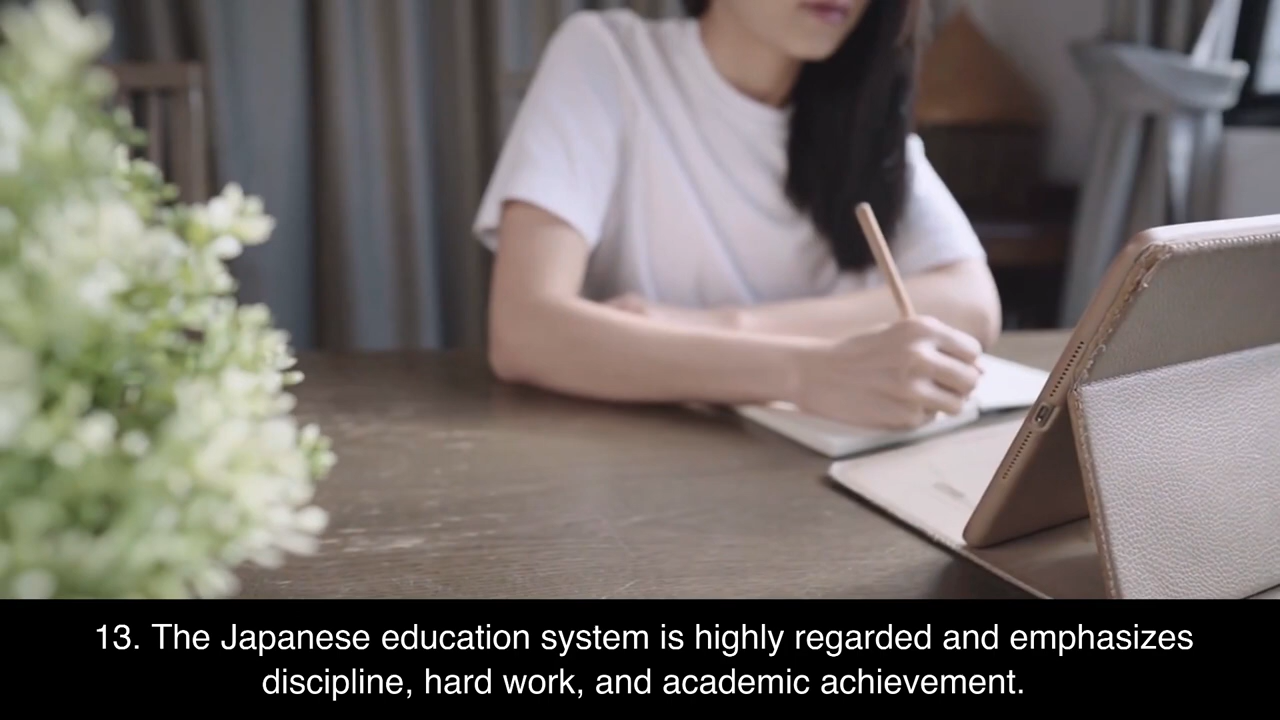 13. The Japanese education system is highly regarded and emphasizes
discipline, hard work, and academic achievement.